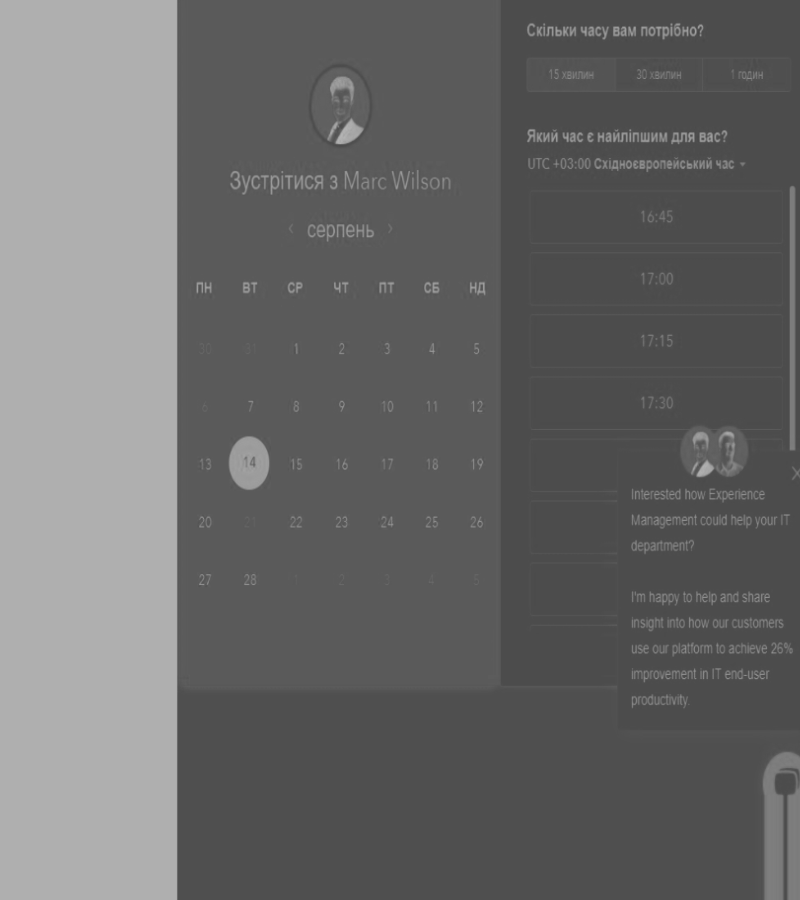 Зустрітися з Marc Wilson
‹ серпень ›
ПН ВТ СР ЧТ ПТ СБ НД
30 31 1 2 3 4 5
6 7 8 9 10 11 12
13 14 15 16 17 18 19
20 21 22 23 24 25 26
27 28 1 2 3 4 5
Скільки часу вам потрібно?
15 хвилин 30 хвилин 1 годин
Який час є найліпшим для вас?
UTC +03:00 Східноєвропейський час
16:45
17:00
17:15
17:30
Interested how Experience
Management could help your IT
department?
I'm happy to help and share
insight into how our customers
use our platform to achieve 26%
improvement in IT end-user
productivity.